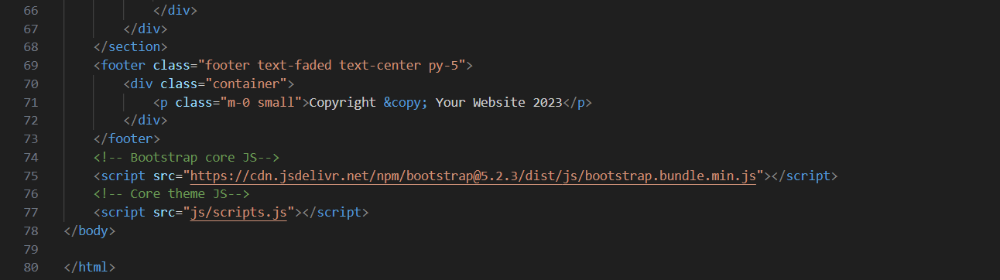 66 </div>
67 </div>
68 </section>
69 <footer class="footer text-faded text-center py-5">
70 <div class="container">
71 <p class="m-0 small">Copyright &copy; Your Website 2023</p>
72 </div>
73 </footer>
74 <!-- Bootstrap core JS-->
75 <script src="https://cdn.jsdelivr.net/npm/bootstrap@5.2.3/dist/js/bootstrap.bundle.min.js"></script>
76 <!-- Core theme JS-->
77 <script src="js/scripts.js"></script>
78 </body>
79
80 </html>